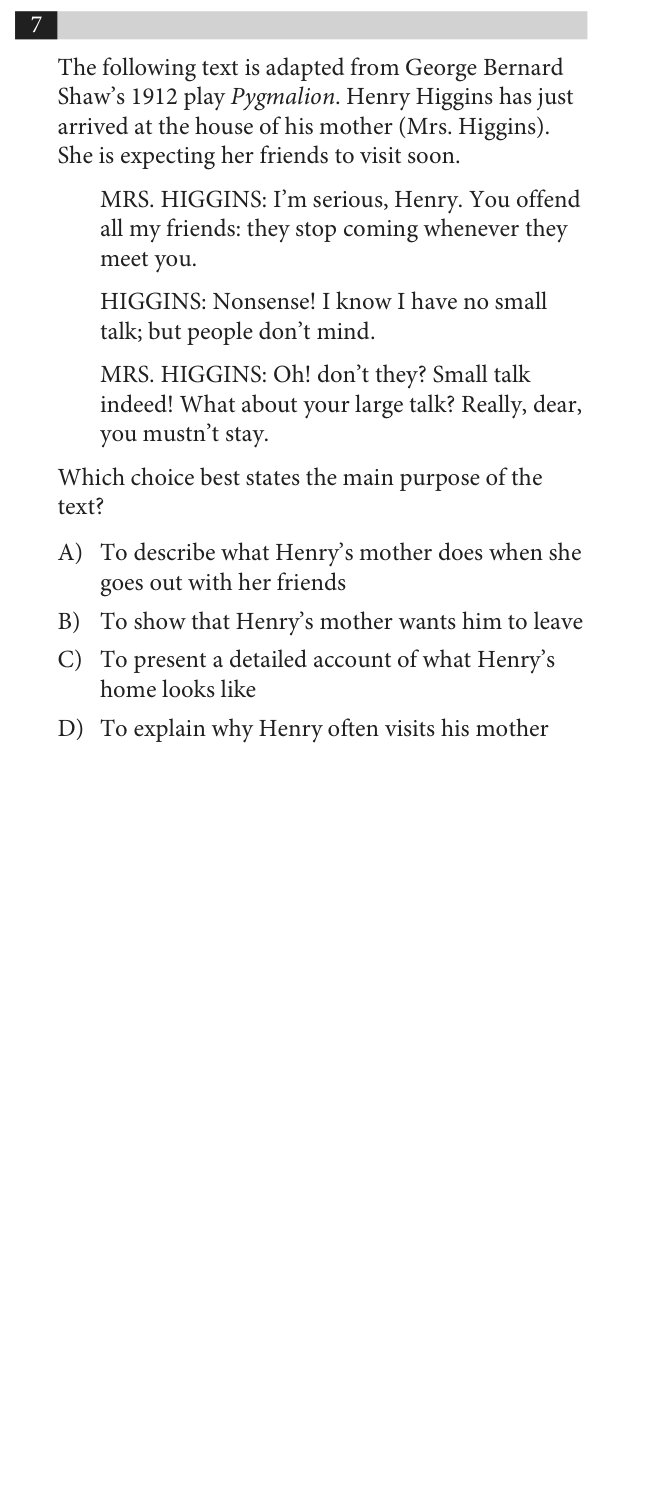 7
The following text is adapted from George Bernard
Shaw’s 1912 play Pygmalion. Henry Higgins has just
arrived at the house of his mother (Mrs. Higgins).
She is expecting her friends to visit soon.
MRS. HIGGINS: I’m serious, Henry. You offend
all my friends: they stop coming whenever they
meet you.
HIGGINS: Nonsense! I know I have no small
talk; but people don’t mind.
MRS. HIGGINS: Oh! don’t they? Small talk
indeed! What about your large talk? Really, dear,
you mustn’t stay.
Which choice best states the main purpose of the
text?
A) To describe what Henry’s mother does when she
goes out with her friends
B) To show that Henry’s mother wants him to leave
C) To present a detailed account of what Henry’s
home looks like
D) To explain why Henry often visits his mother